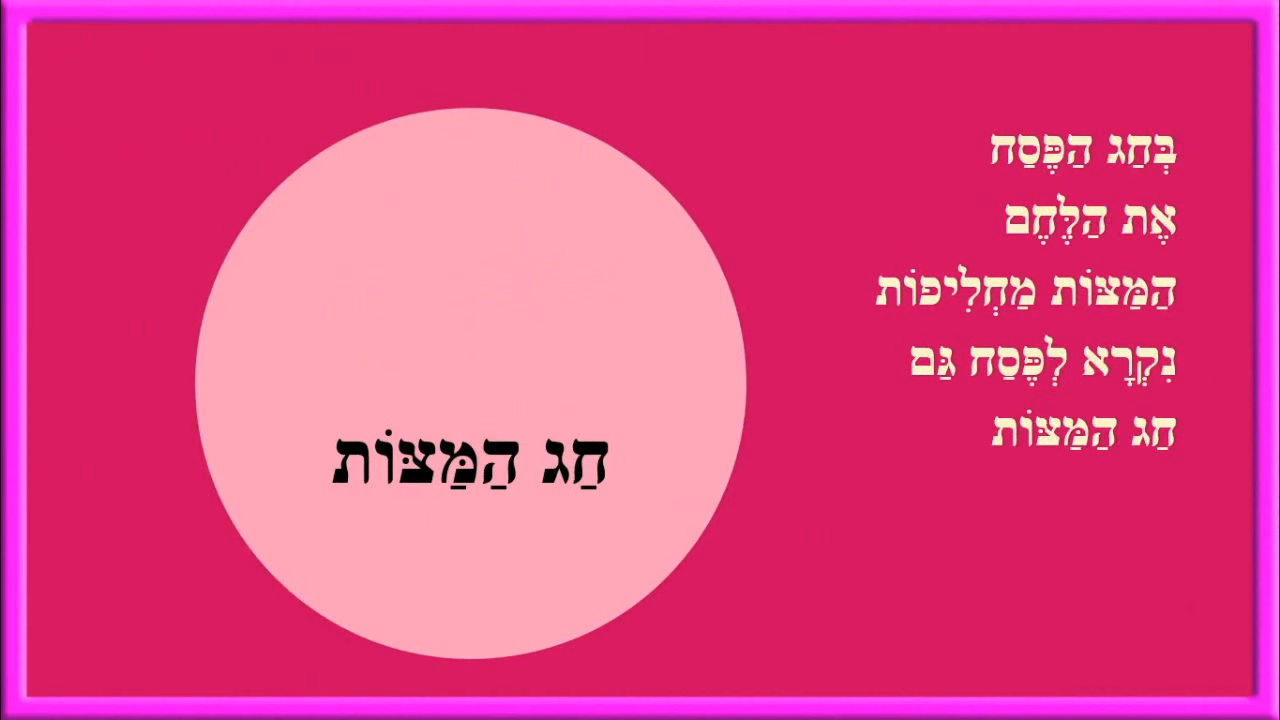 בְּחַג הַפֶּסַח
אֶת הַלֶּחֶם
הַמַּצּוֹת מַחְלִיפוֹת
נִקְרָא לְפֶּסַח גַּם
חַג הַמַּצּוֹת
חַג הַמַּצּוֹת